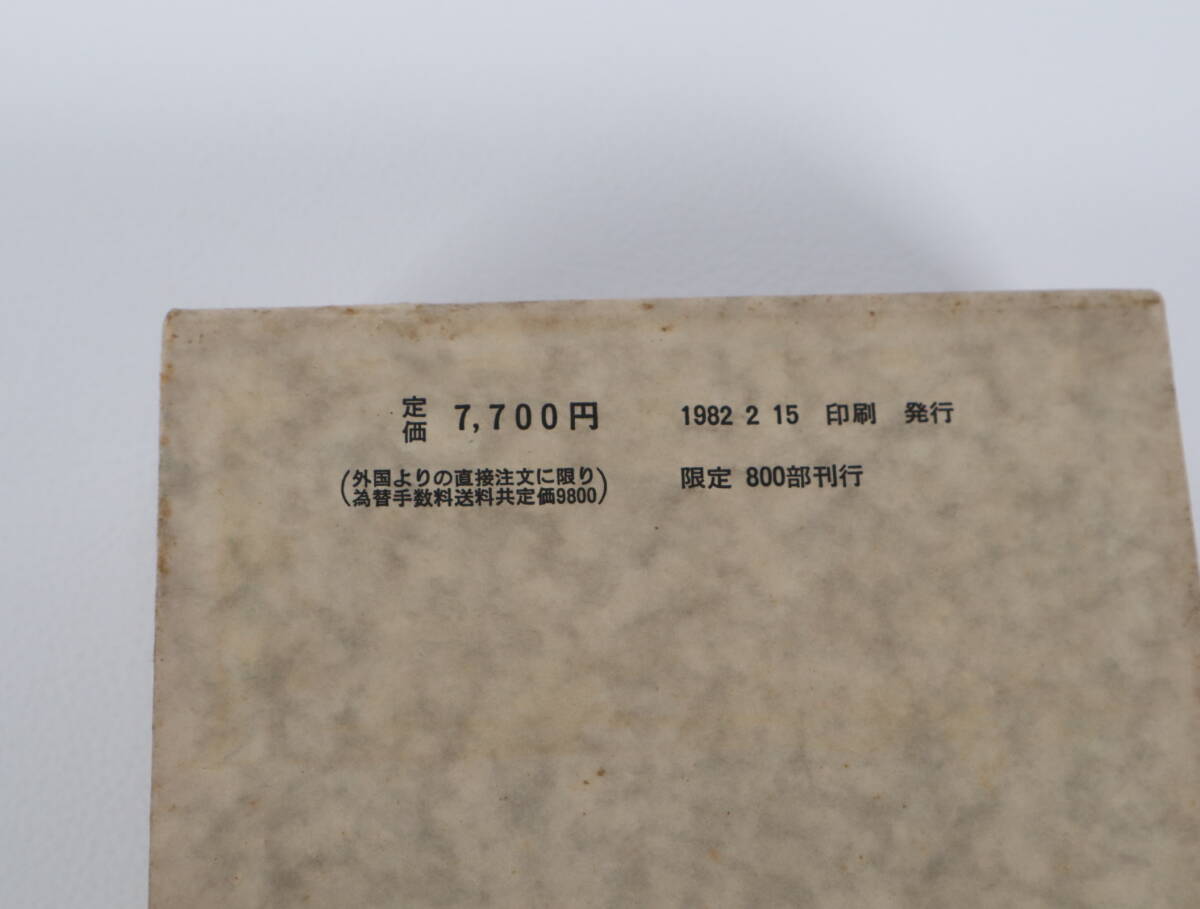 定価 7,700円
(外国よりの直接注文に限り
為替手数料送料共定価9800)
1982 2 15 印刷 発行
限定 800部刊行